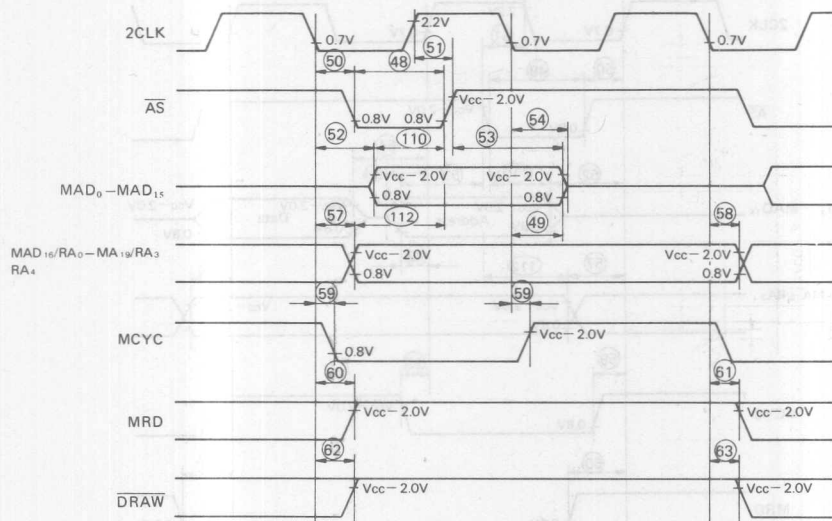 2CLK
2.2V
0.7V 51 0.7V 0.7V
50 48
AS
Vcc−2.0V
0.8V 0.8V 54
52 110 53
MAD₀−MAD₁₅
Vcc−2.0V Vcc−2.0V
0.8V 0.8V
57 112 49 58
MAD₁₆/RA₀−MA₁₉/RA₃
RA₄
Vcc−2.0V Vcc−2.0V
0.8V 0.8V
59 59
MCYC
Vcc−2.0V
0.8V
60 61
MRD
Vcc−2.0V Vcc−2.0V
62 63
DRAW
Vcc−2.0V Vcc−2.0V